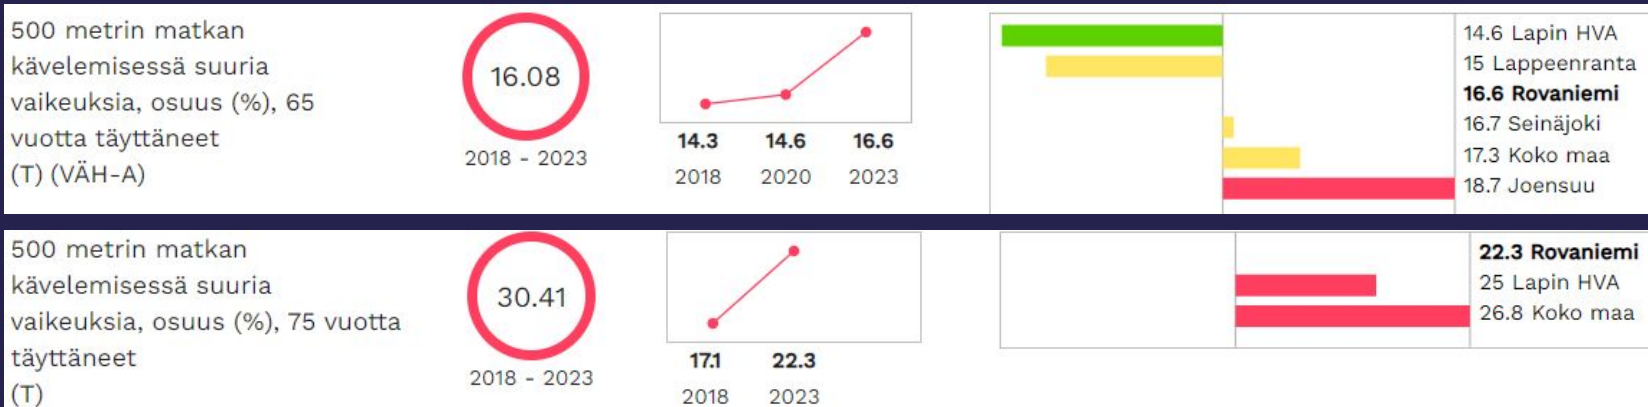 500 metrin matkan
kävelemisessä suuria
vaikeuksia, osuus (%), 65
vuotta täyttäneet
(T) (VÄH-A)
16.08
2018 - 2023
14.3 14.6 16.6
2018 2020 2023
14.6 Lapin HVA
15 Lappeenranta
16.6 Rovaniemi
16.7 Seinäjoki
17.3 Koko maa
18.7 Joensuu
500 metrin matkan
kävelemisessä suuria
vaikeuksia, osuus (%), 75 vuotta
täyttäneet
(T)
30.41
2018 - 2023
17.1 22.3
2018 2023
22.3 Rovaniemi
25 Lapin HVA
26.8 Koko maa